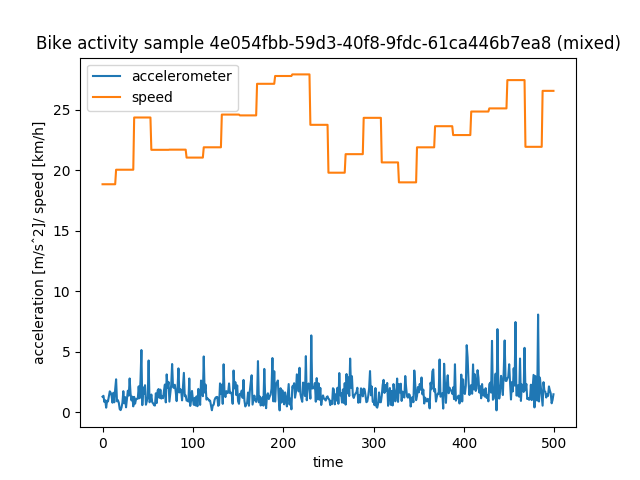 Bike activity sample 4e054fbb-59d3-40f8-9fdc-61ca446b7ea8 (mixed)
accelerometer
speed
acceleration [m/s^2]/ speed [km/h]
25
20
15
10
5
0
0 100 200 300 400 500
time